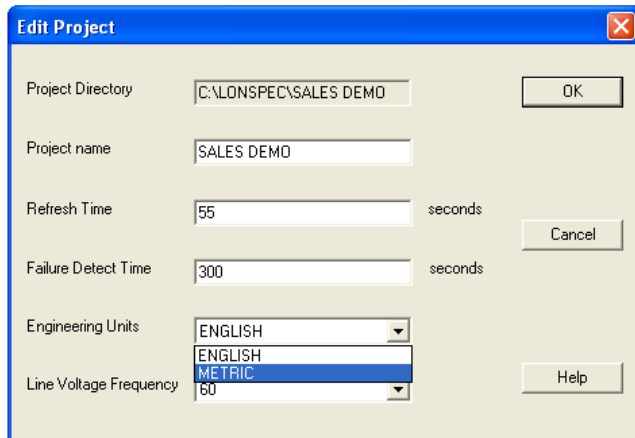 Edit Project
Project Directory C:\LONSPEC\SALES DEMO OK
Project name SALES DEMO
Refresh Time 55 seconds
Cancel
Failure Detect Time 300 seconds
Engineering Units ENGLISH
ENGLISH
METRIC
Line Voltage Frequency 60
Help